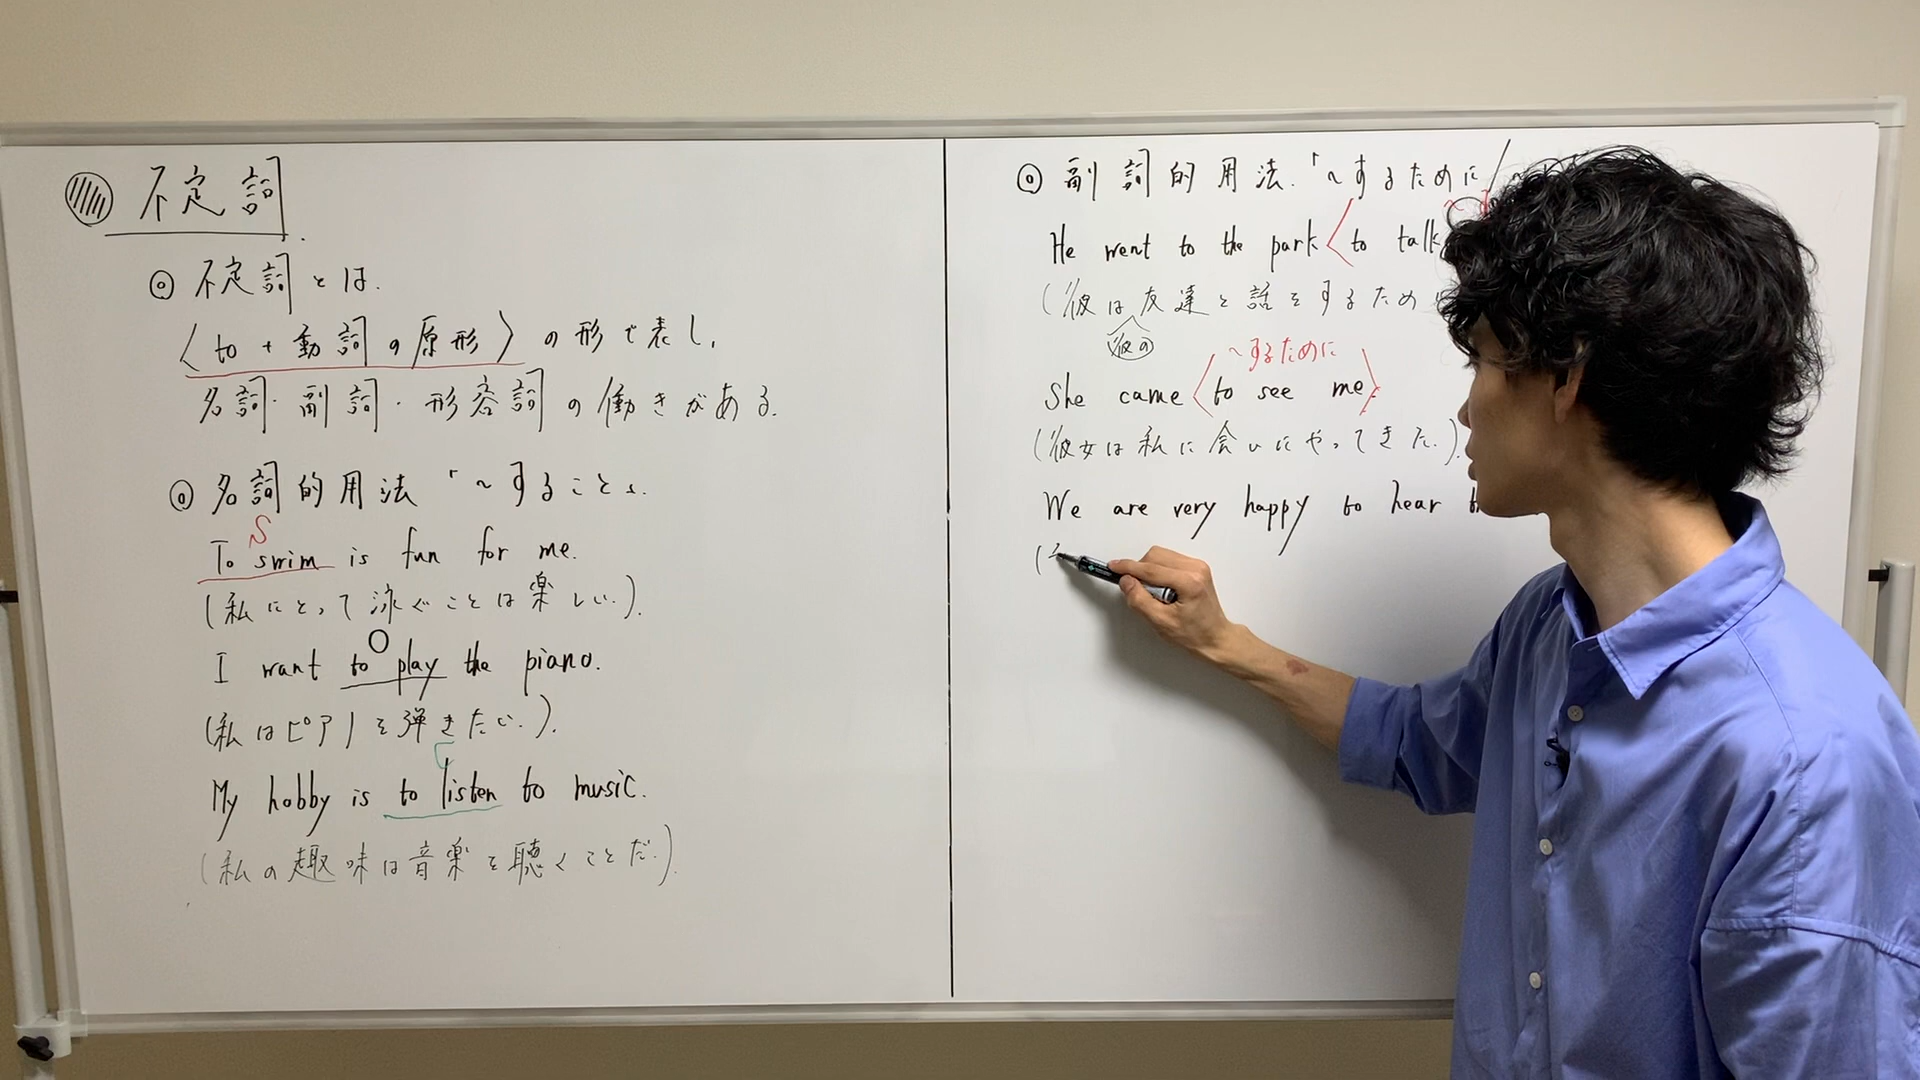 不定詞.
◎ 不定詞とは.
〈to + 動詞の原形〉の形で表し,
名詞・副詞・形容詞の働きがある.
◎ 名詞的用法「~すること」.
S
To swim is fun for me.
(私にとって泳ぐことは楽しい.).
O
I want to play the piano.
(私はピアノを弾きたい.).
C
My hobby is to listen to music.
(私の趣味は音楽を聴くことだ.).
◎ 副詞的用法.「~するために/
He went to the park 〈to talk
(彼は友達と話をするため
彼の
~するために
She came 〈to see me〉.
(彼女は私に会いにやってきた.).
We are very happy to hear
(